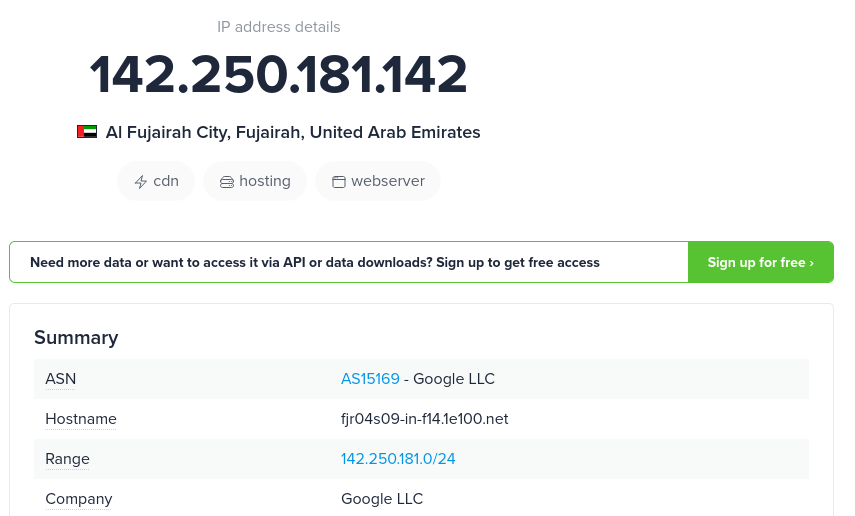 IP address details
142.250.181.142
Al Fujairah City, Fujairah, United Arab Emirates
cdn hosting webserver
Need more data or want to access it via API or data downloads? Sign up to get free access Sign up for free ›
Summary
ASN AS15169 - Google LLC
Hostname fjr04s09-in-f14.1e100.net
Range 142.250.181.0/24
Company Google LLC